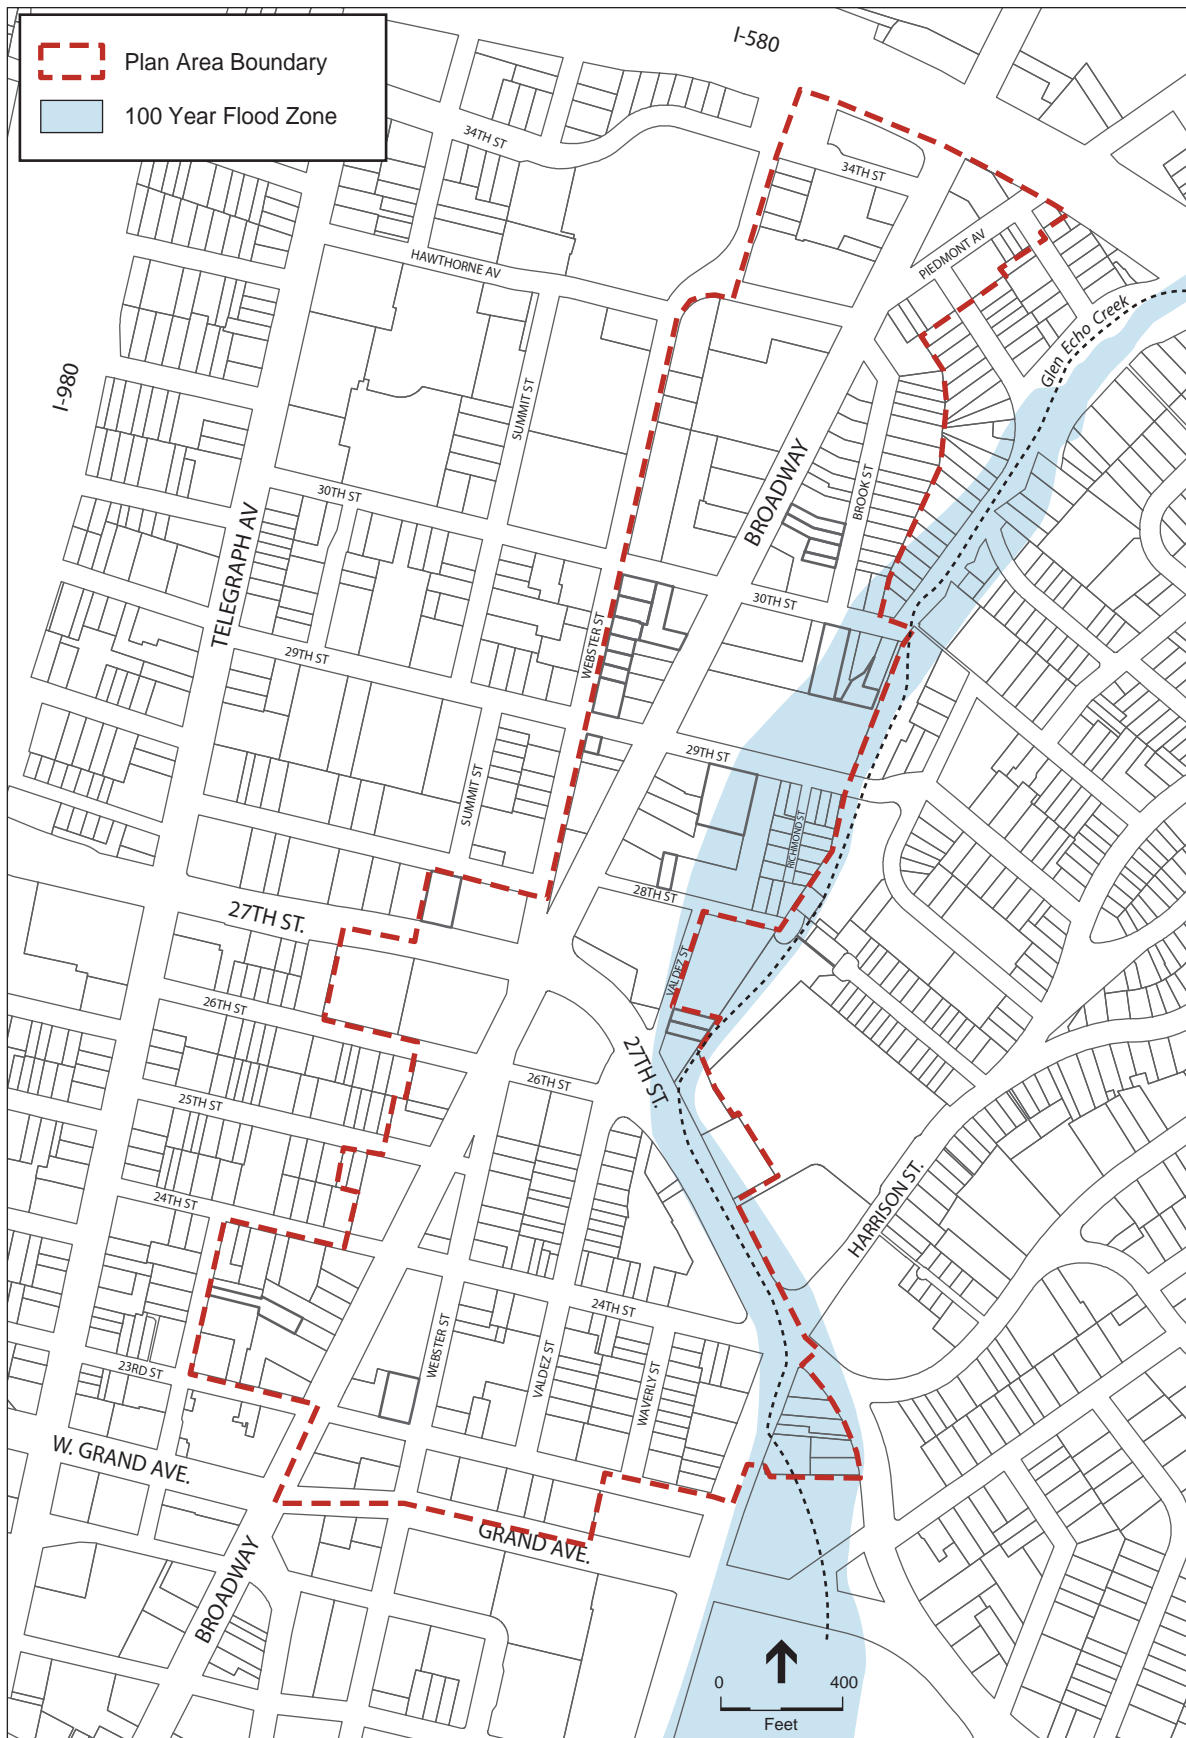 Plan Area Boundary
100 Year Flood Zone
I-580
34TH ST
34TH ST
PIEDMONT AV
HAWTHORNE AV
Glen Echo Creek
I-980
SUMMIT ST
BROADWAY
BROOK ST
30TH ST
TELEGRAPH AV
30TH ST
WEBSTER ST
29TH ST
29TH ST
SUMMIT ST
RICHMOND ST
28TH ST
27TH ST.
VALDEZ ST
26TH ST
27TH ST.
26TH ST
25TH ST
HARRISON ST.
24TH ST
24TH ST
WEBSTER ST
VALDEZ ST
WAVERLY ST
23RD ST
W. GRAND AVE.
GRAND AVE.
BROADWAY
0 400
Feet